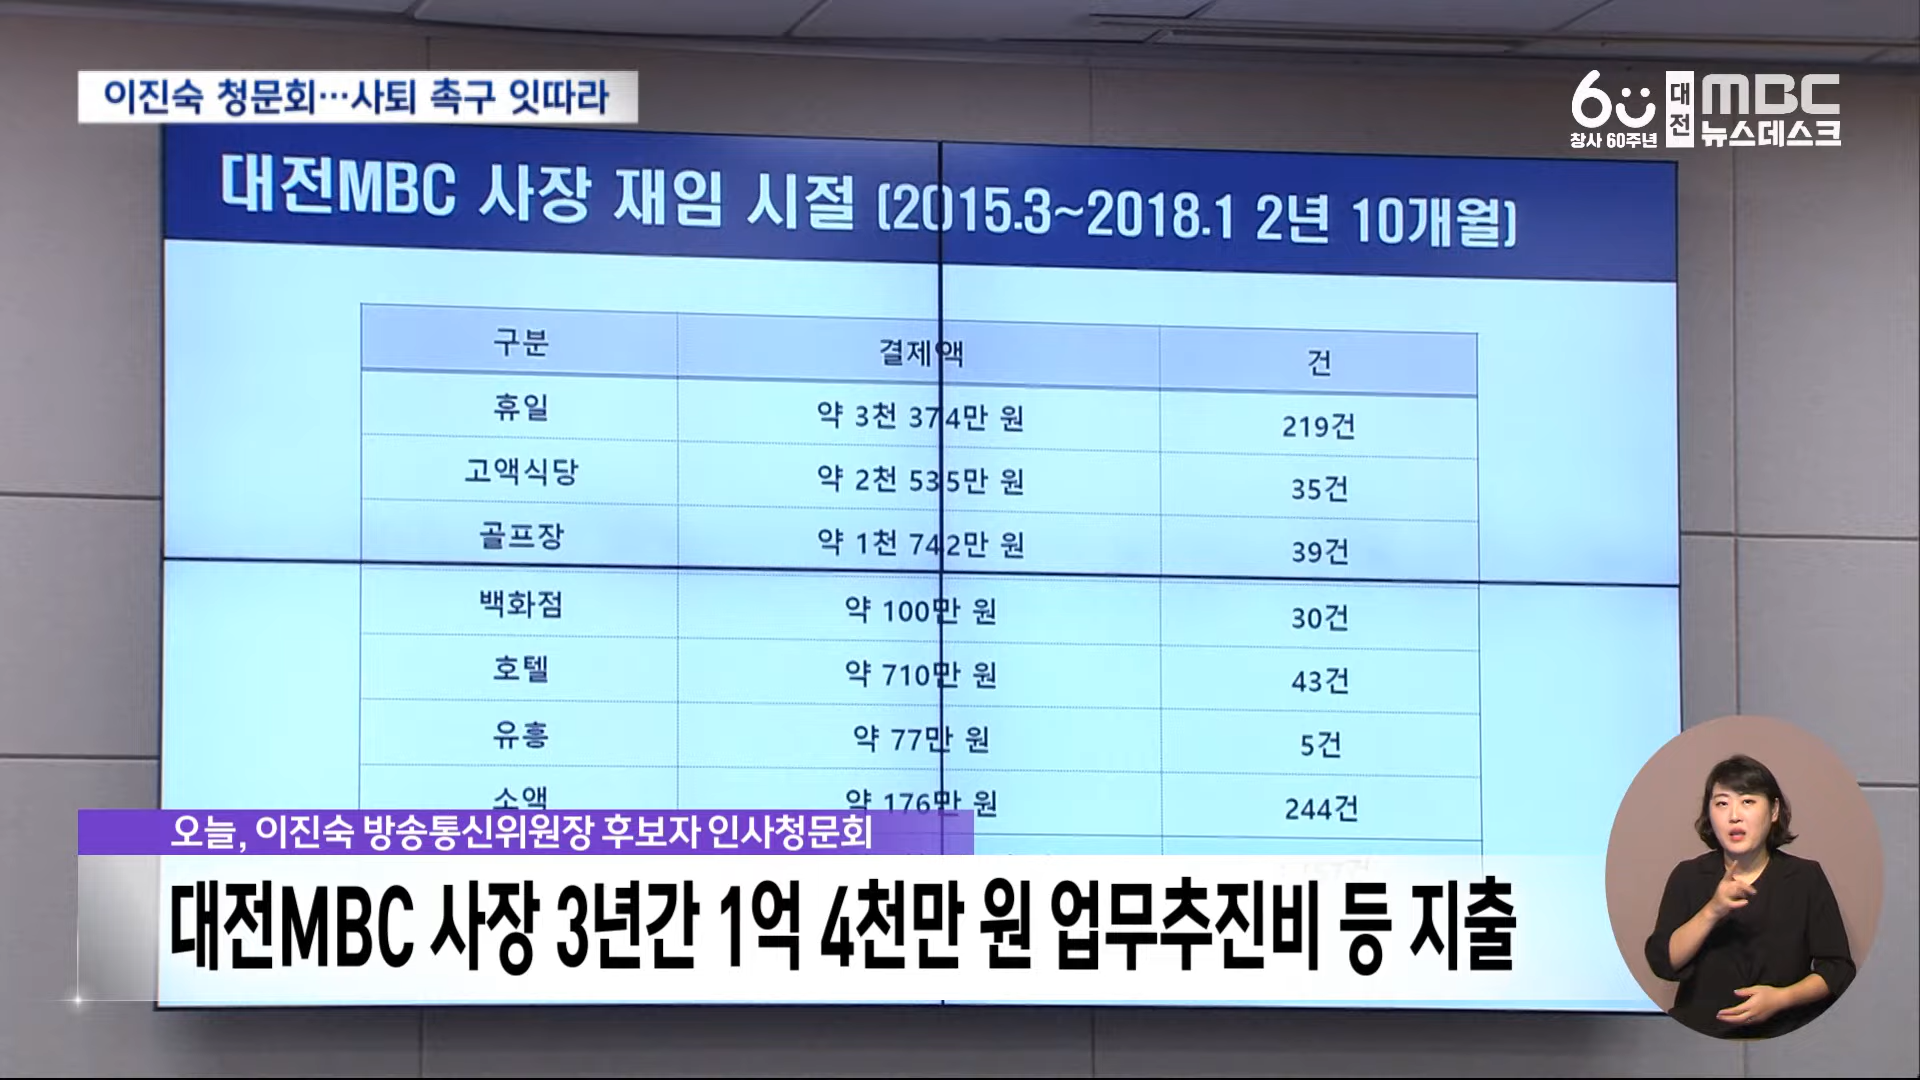 이진숙 청문회…사퇴 촉구 잇따라
60 창사 60주년
대전 MBC 뉴스데스크
대전MBC 사장 재임 시절 (2015.3~2018.1 2년 10개월)
구분 결제액 건
휴일 약 3천 374만 원 219건
고액식당 약 2천 535만 원 35건
골프장 약 1천 742만 원 39건
백화점 약 100만 원 30건
호텔 약 710만 원 43건
유흥 약 77만 원 5건
소액 약 176만 원 244건
오늘, 이진숙 방송통신위원장 후보자 인사청문회
대전MBC 사장 3년간 1억 4천만 원 업무추진비 등 지출